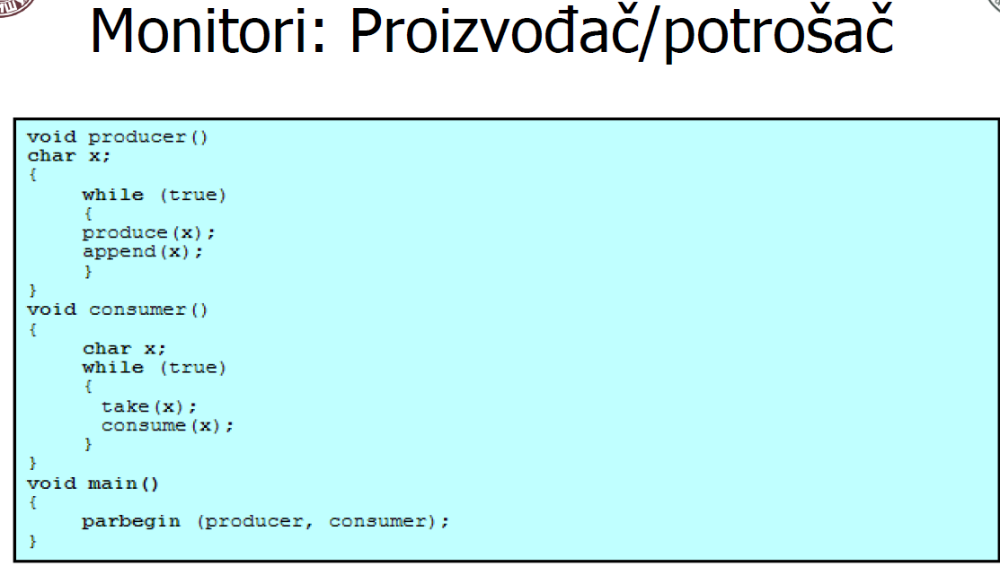 Monitori: Proizvođač/potrošač
void producer()
char x;
{
while (true)
{
produce(x);
append(x);
}
}
void consumer()
{
char x;
while (true)
{
take(x);
consume(x);
}
}
void main()
{
parbegin (producer, consumer);
}